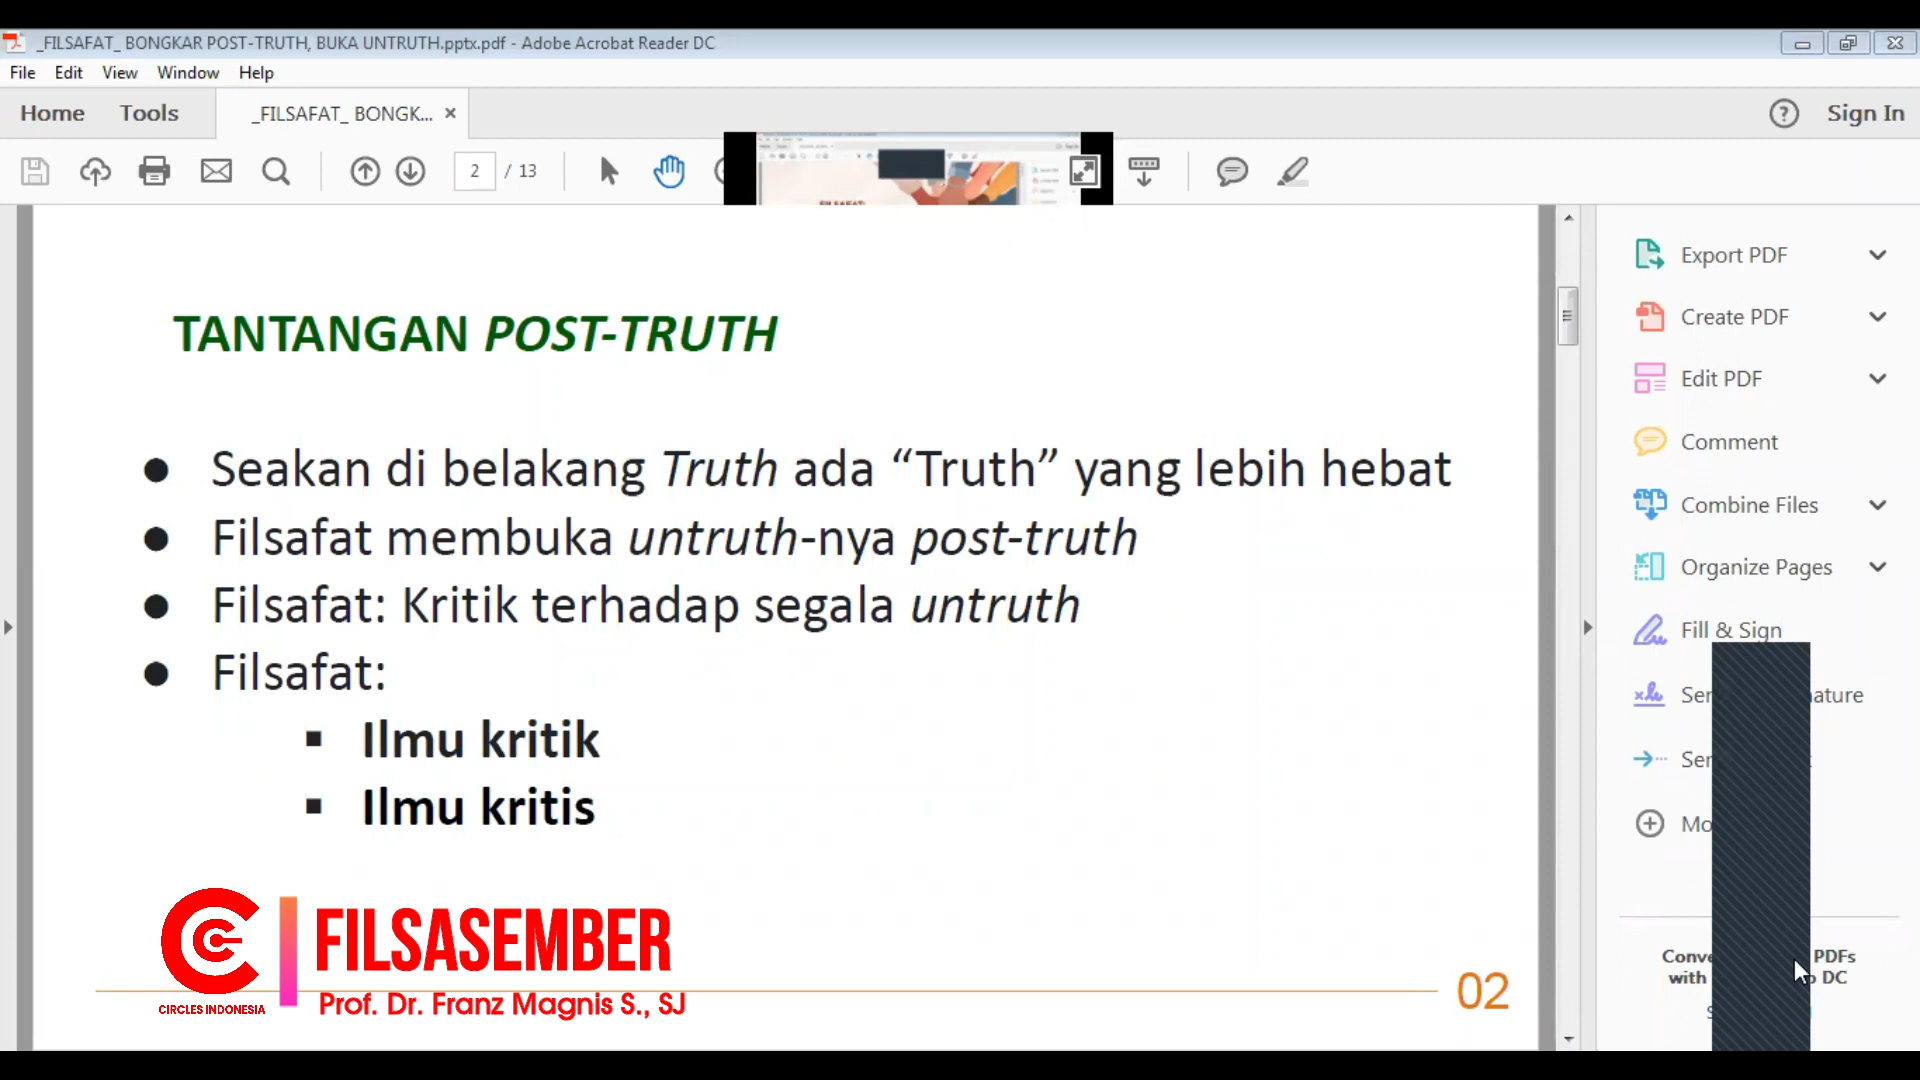 _FILSAFAT_ BONGKAR POST-TRUTH, BUKA UNTRUTH.pptx.pdf - Adobe Acrobat Reader DC
File Edit View Window Help
Home Tools _FILSAFAT_ BONGK... Sign In
2 / 13
TANTANGAN POST-TRUTH
● Seakan di belakang Truth ada “Truth” yang lebih hebat
● Filsafat membuka untruth-nya post-truth
● Filsafat: Kritik terhadap segala untruth
● Filsafat:
▪ Ilmu kritik
▪ Ilmu kritis
CIRCLES INDONESIA
FILSASEMBER
Prof. Dr. Franz Magnis S., SJ
02
Export PDF
Create PDF
Edit PDF
Comment
Combine Files
Organize Pages
Fill & Sign
PDFs
with DC